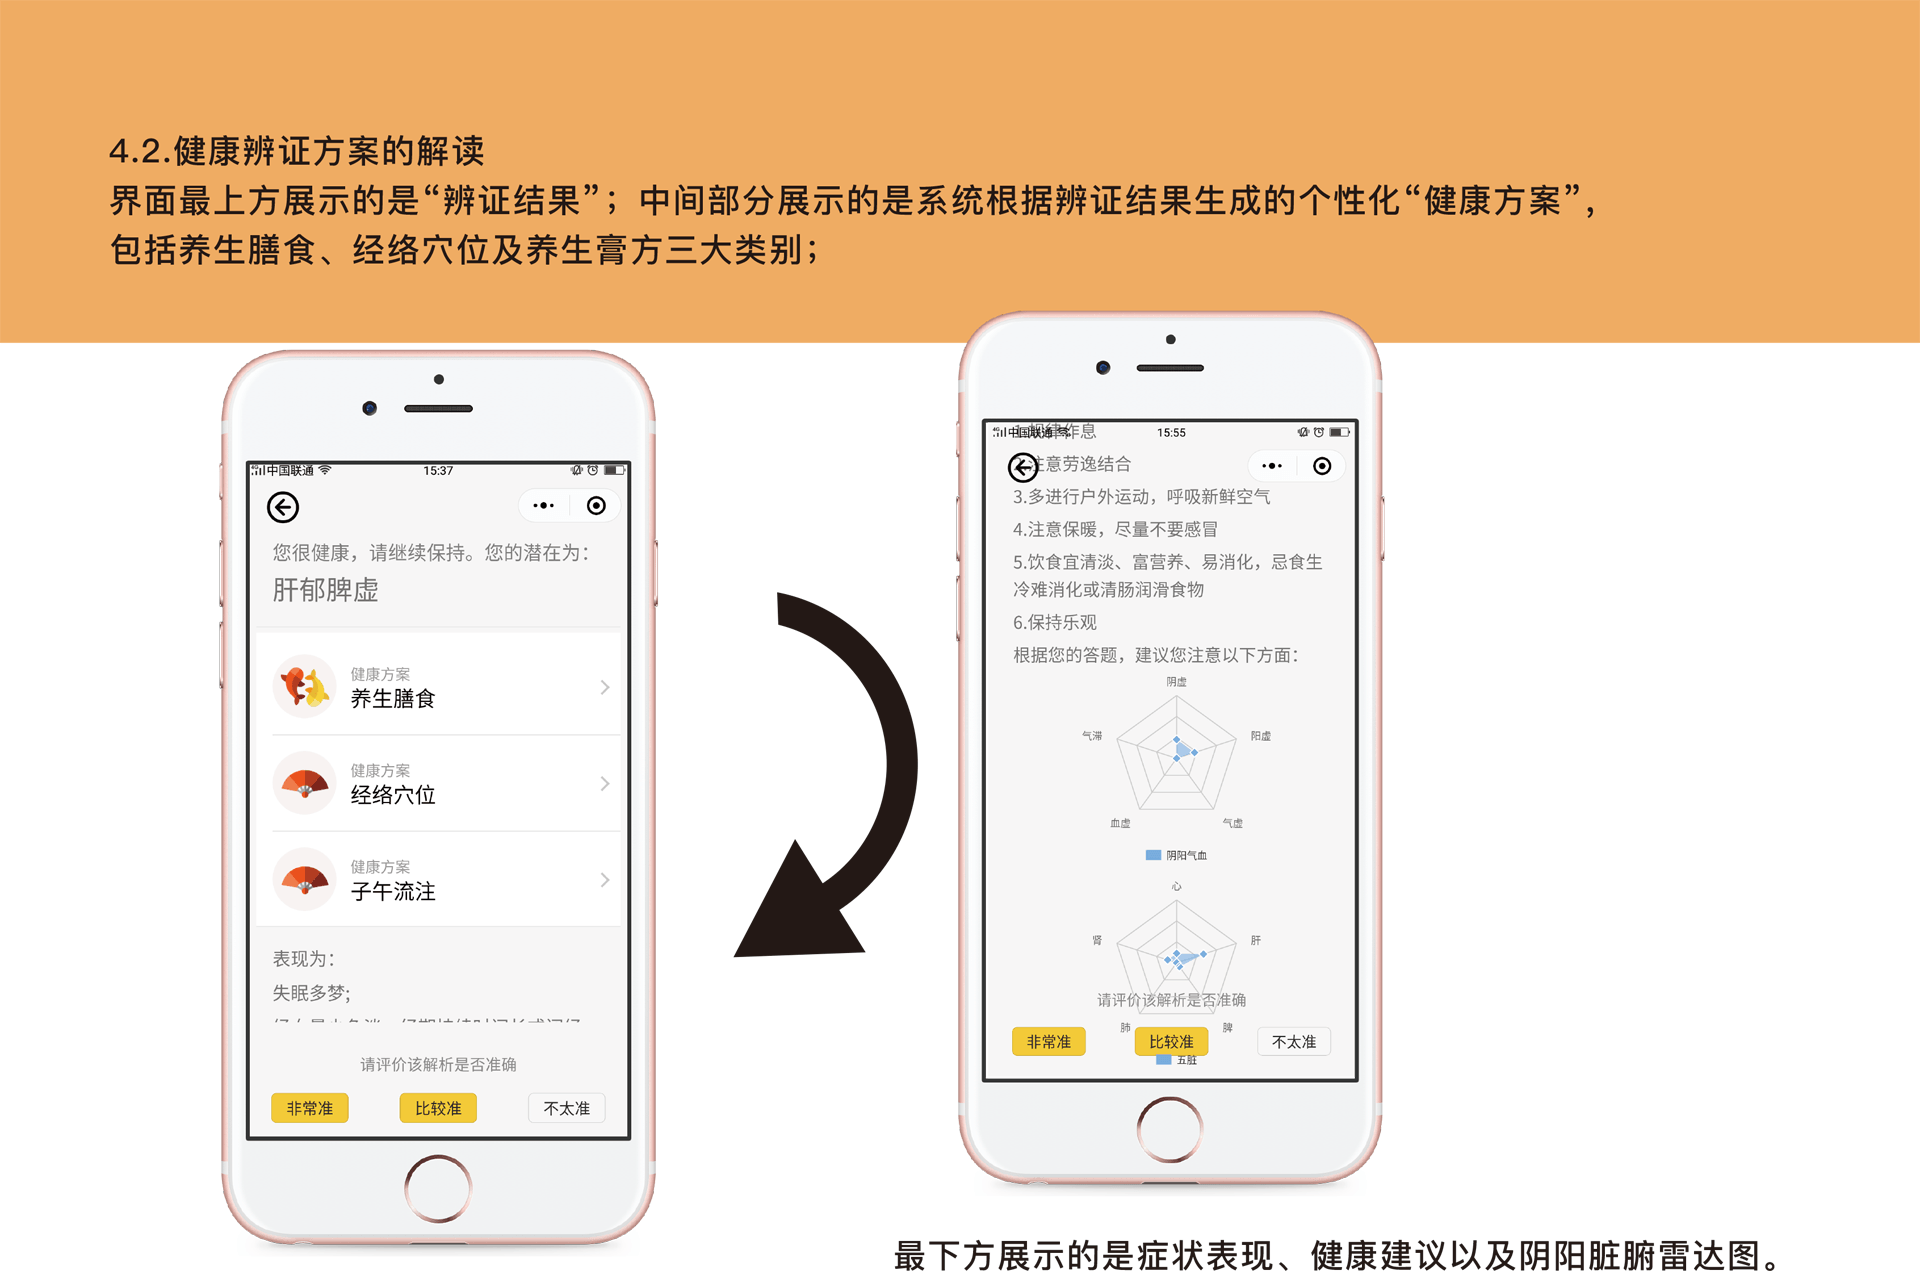 4.2.健康辨证方案的解读
界面最上方展示的是“辨证结果”；中间部分展示的是系统根据辨证结果生成的个性化“健康方案”，
包括养生膳食、经络穴位及养生膏方三大类别；
4G 中国联通 15:37
您很健康，请继续保持。您的潜在为：
肝郁脾虚
健康方案
养生膳食
健康方案
经络穴位
健康方案
子午流注
表现为：
失眠多梦;
请评价该解析是否准确
非常准 比较准 不太准
4G 中国联通 15:55
1.规律作息
2.注意劳逸结合
3.多进行户外运动，呼吸新鲜空气
4.注意保暖，尽量不要感冒
5.饮食宜清淡、富营养、易消化，忌食生
冷难消化或清肠润滑食物
6.保持乐观
根据您的答题，建议您注意以下方面：
阴虚
气滞 阳虚
血虚 气虚
阴阳气血
心
肾 肝
请评价该解析是否准确
肺 脾
非常准 比较准 不太准
五脏
最下方展示的是症状表现、健康建议以及阴阳脏腑雷达图。